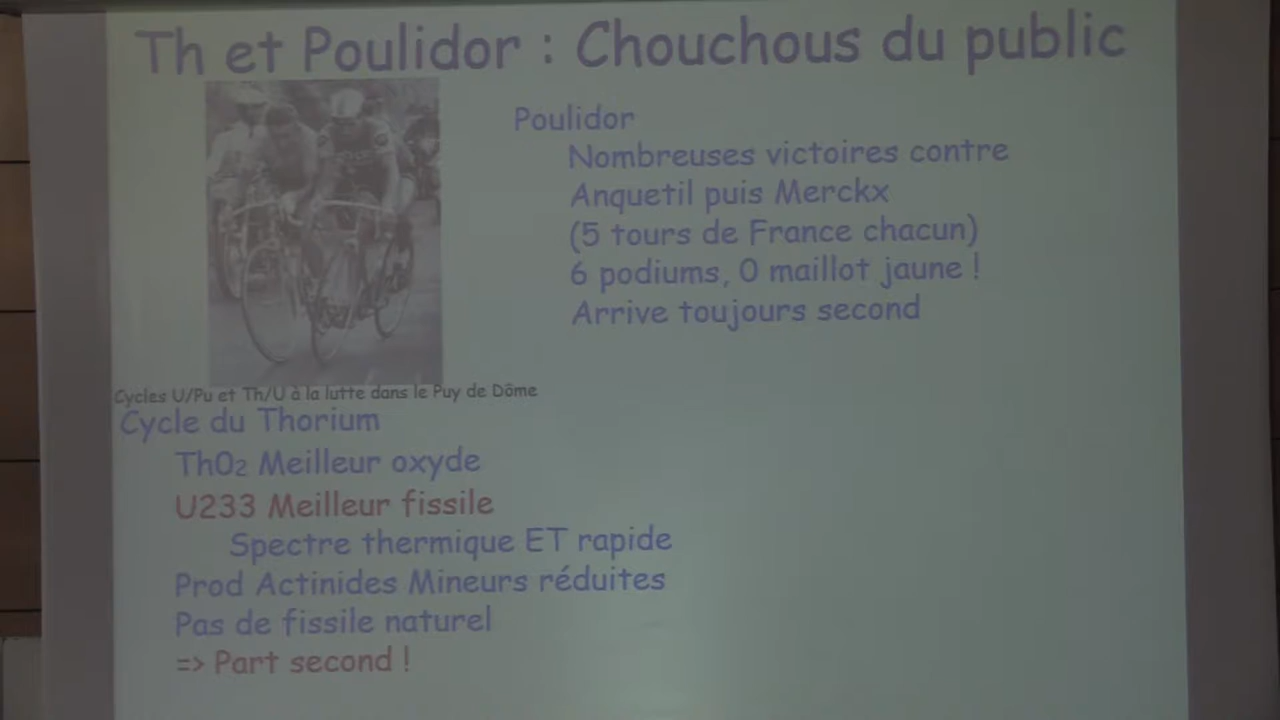 Th et Poulidor : Chouchous du public
Poulidor
Nombreuses victoires contre
Anquetil puis Merckx
(5 tours de France chacun)
6 podiums, 0 maillot jaune !
Arrive toujours second
Cycles U/Pu et Th/U à la lutte dans le Puy de Dôme
Cycle du Thorium
ThO2 Meilleur oxyde
U233 Meilleur fissile
Spectre thermique ET rapide
Prod Actinides Mineurs réduites
Pas de fissile naturel
=> Part second !